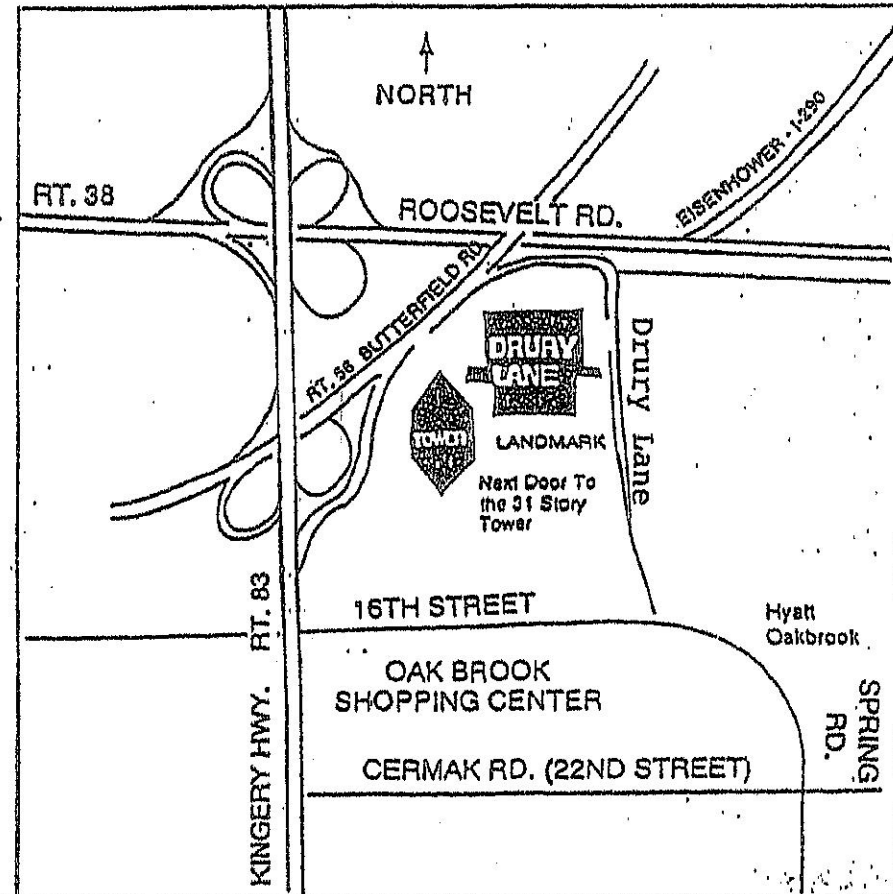 NORTH
EISENHOWER - I-290
RT. 38
ROOSEVELT RD.
RT. 56 BUTTERFIELD RD.
DRURY
LANE
Drury Lane
TOWER
LANDMARK
Next Door To
the 31 Story
Tower
KINGERY HWY. RT. 83
16TH STREET
Hyatt
Oakbrook
OAK BROOK
SHOPPING CENTER
SPRING
RD.
CERMAK RD. (22ND STREET)